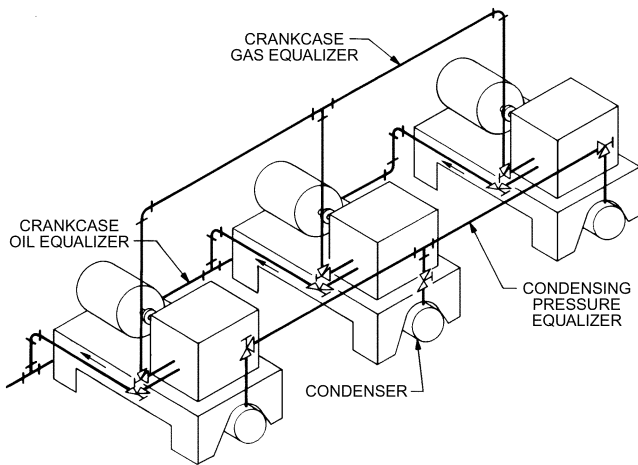 CRANKCASE
GAS EQUALIZER
CRANKCASE
OIL EQUALIZER
CONDENSING
PRESSURE
EQUALIZER
CONDENSER